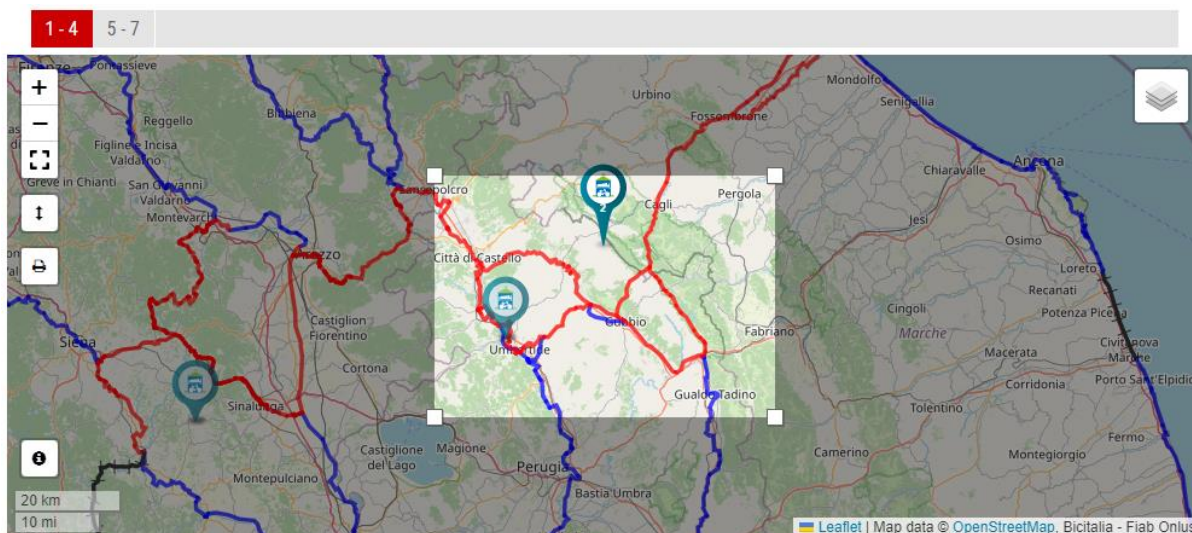 1 - 4
5 - 7
Firenze
Pontassieve
Mondolfo
Senigallia
Urbino
Fossombrone
Bibbiena
Reggello
Figline e Incisa
Valdarno
Ancona
Chiaravalle
Greve in Chianti
San Giovanni
Valdarno
Montevarchi
Sansepolcro
2
Cagli
Pergola
Jesi
Osimo
Arezzo
Città di Castello
Loreto
Recanati
Potenza Picena
Castiglion
Fiorentino
Gubbio
Fabriano
Cingoli
Marche
Siena
Umbertide
Cortona
Macerata
Civitanova
Marche
Corridonia
Porto Sant'Elpidio
Sinalunga
Gualdo Tadino
Tolentino
Fermo
Castiglione
del Lago
Magione
Perugia
Camerino
Montegiorgio
Montepulciano
Bastia Umbra
20 km
10 mi
Leaflet | Map data © OpenStreetMap, Bicitalia - Fiab Onlus